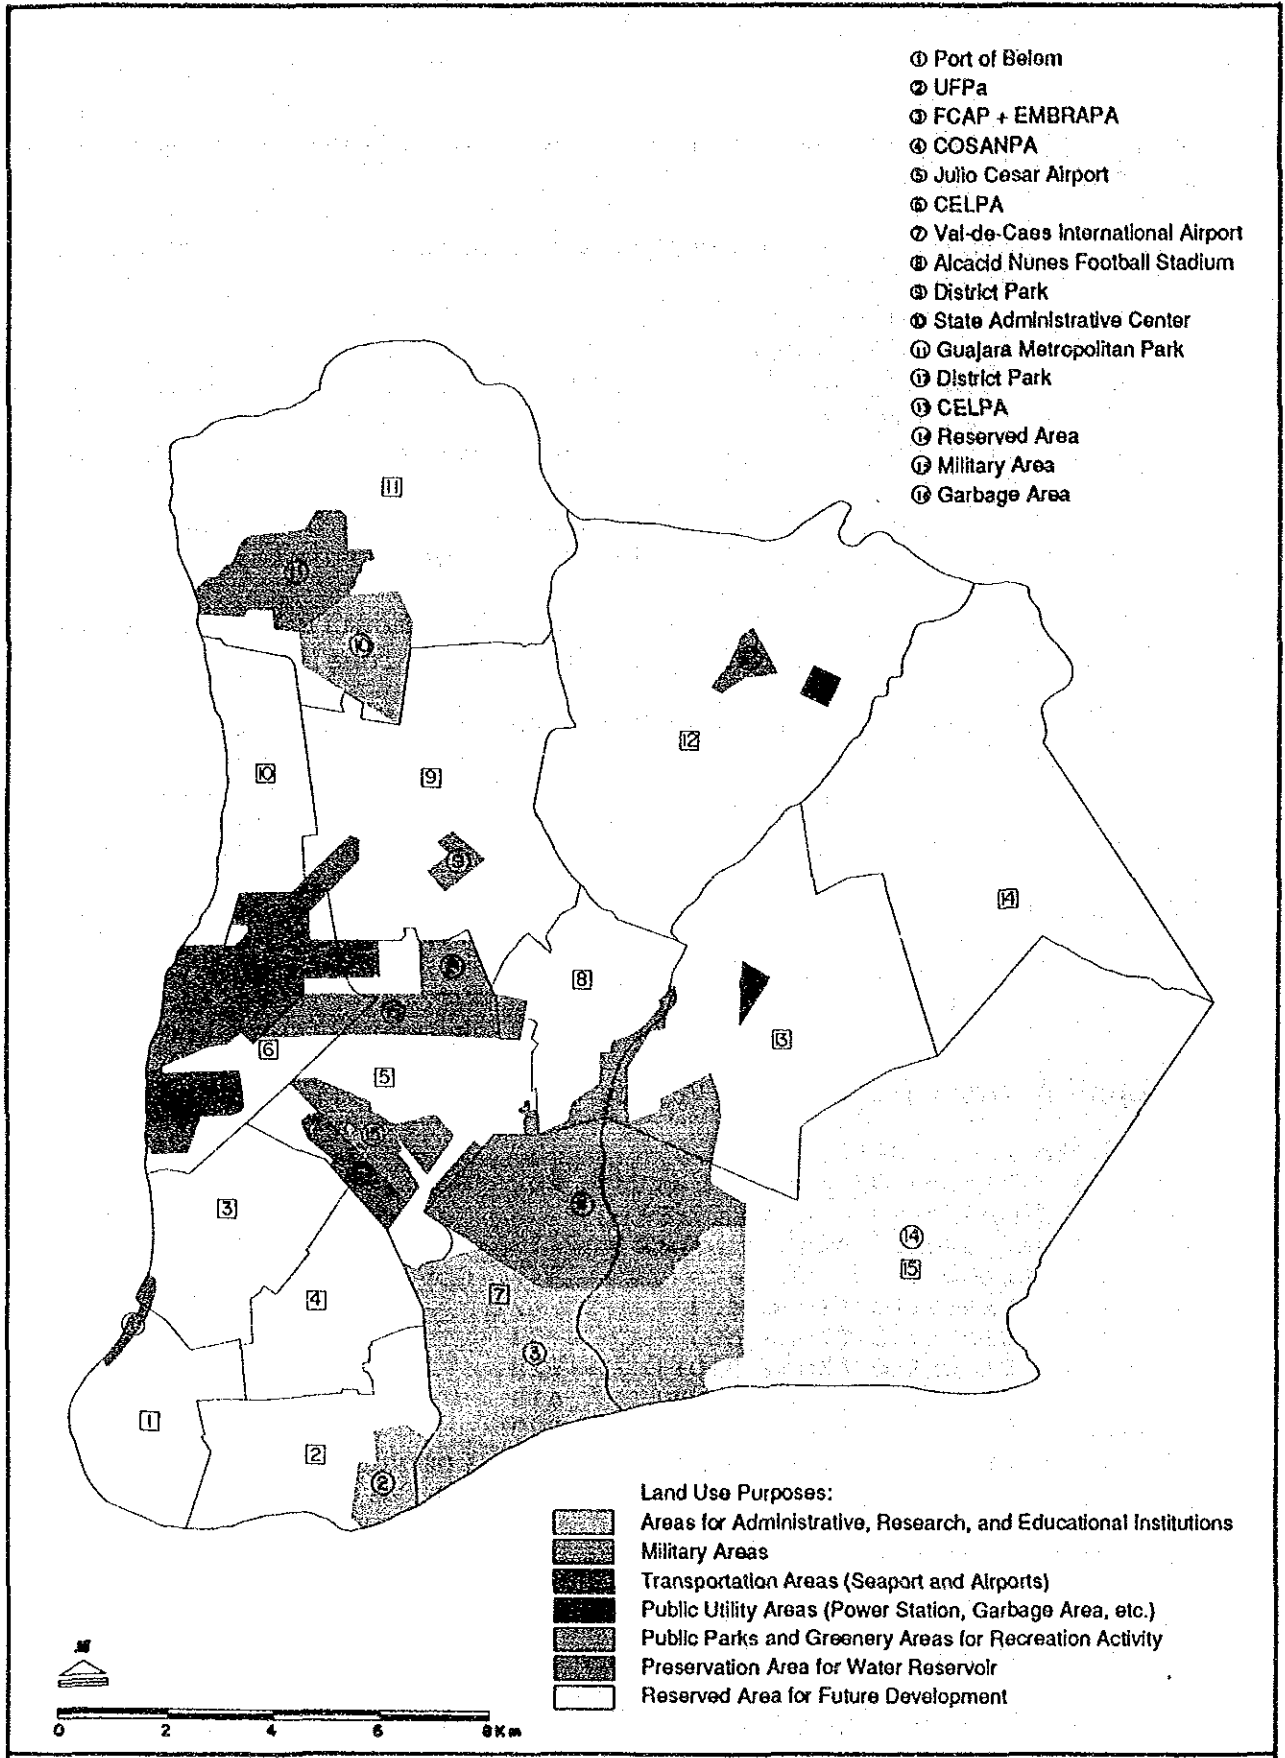 ① Port of Belem
② UFPa
③ FCAP + EMBRAPA
④ COSANPA
⑤ Julio Cesar Airport
⑥ CELPA
⑦ Val-de-Caes International Airport
⑧ Alcacid Nunes Football Stadium
⑨ District Park
⑩ State Administrative Center
⑪ Guajara Metropolitan Park
⑫ District Park
⑬ CELPA
⑭ Reserved Area
⑮ Military Area
⑯ Garbage Area
11
⑪
⑩
12
10
9
⑨
14
8
⑮
13
6
5
⑮
3
⑭
15
7
4
③
1
2
②
Land Use Purposes:
Areas for Administrative, Research, and Educational Institutions
Military Areas
Transportation Areas (Seaport and Airports)
Public Utility Areas (Power Station, Garbage Area, etc.)
Public Parks and Greenery Areas for Recreation Activity
Preservation Area for Water Reservoir
Reserved Area for Future Development
0 2 4 6 8Km